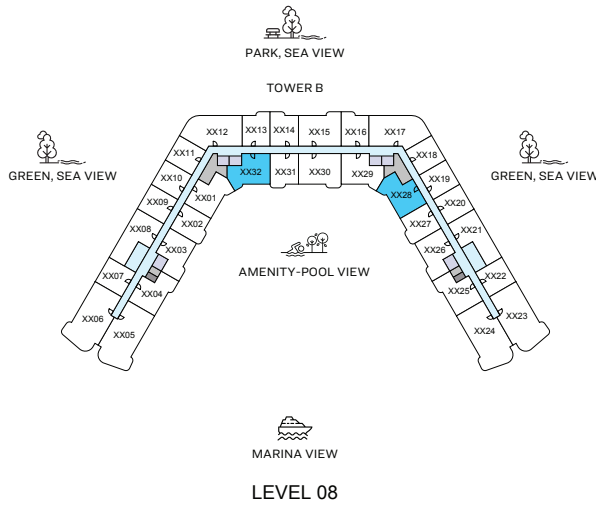 PARK, SEA VIEW
TOWER B
XX12
XX13
XX14
XX15
XX16
XX17
XX11
XX18
GREEN, SEA VIEW
GREEN, SEA VIEW
XX10
XX32
XX31
XX30
XX29
XX19
XX09
XX01
XX28
XX20
XX08
XX02
XX27
XX21
XX03
XX26
AMENITY-POOL VIEW
XX07
XX04
XX25
XX22
XX06
XX05
XX24
XX23
MARINA VIEW
LEVEL 08